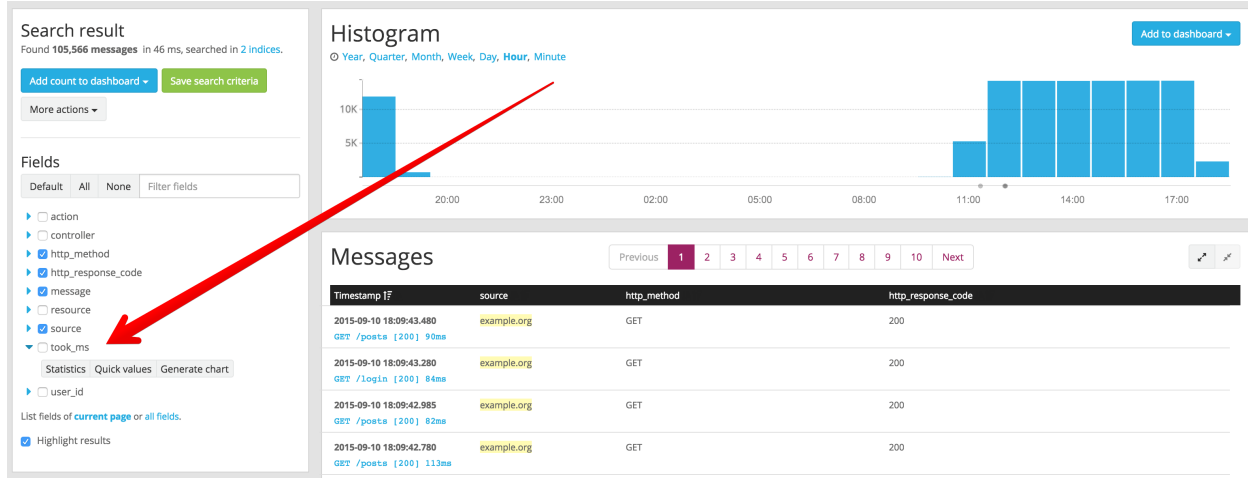 Search result
Found 105,566 messages in 46 ms, searched in 2 indices.
Add count to dashboard
Save search criteria
More actions
Fields
Default All None Filter fields
action
controller
http_method
http_response_code
message
resource
source
took_ms
Statistics Quick values Generate chart
user_id
List fields of current page or all fields.
Highlight results
Histogram
Add to dashboard
Year, Quarter, Month, Week, Day, Hour, Minute
10K
5K
20:00 23:00 02:00 05:00 08:00 11:00 14:00 17:00
Messages
Previous 1 2 3 4 5 6 7 8 9 10 Next
Timestamp source http_method http_response_code
2015-09-10 18:09:43.480 example.org GET 200
GET /posts [200] 90ms
2015-09-10 18:09:43.280 example.org GET 200
GET /login [200] 84ms
2015-09-10 18:09:42.985 example.org GET 200
GET /posts [200] 82ms
2015-09-10 18:09:42.780 example.org GET 200
GET /posts [200] 113ms